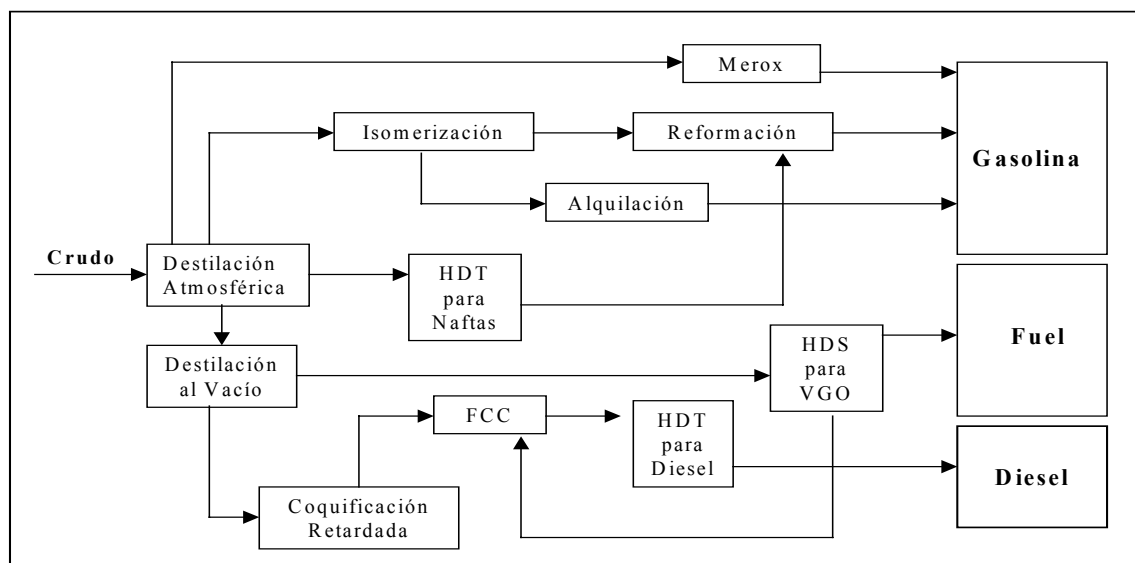 Merox
Isomerización
Reformación
Gasolina
Alquilación
Crudo
Destilación
Atmosférica
HDT
para
Naftas
Destilación
al Vacío
HDS
para
VGO
Fuel
FCC
HDT
para
Diesel
Diesel
Coquificación
Retardada